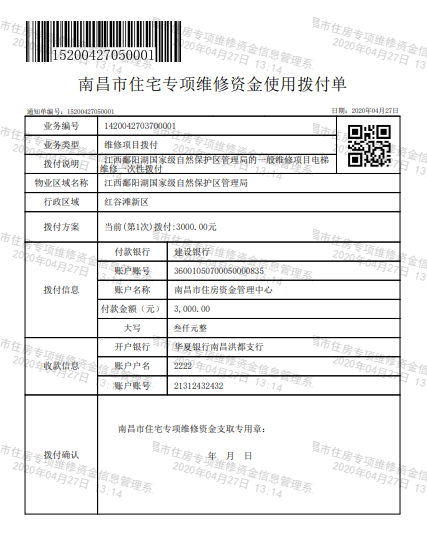 15200427050001
南昌市住宅专项维修资金使用拨付单
通知单编号：15200427050001 日期：2020年04月27日
业务编号 1420042703700001
业务类型 维修项目拨付
拨付说明 江西鄱阳湖国家级自然保护区管理局的一般维修项目电梯
维修一次性拨付
物业区域名称 江西鄱阳湖国家级自然保护区管理局
行政区域 红谷滩新区
拨付方案 当前(第1次)拨付:3000.00元
拨付信息
付款银行 建设银行
账户账号 36001050700050000835
账户名称 南昌市住房资金管理中心
付款金额（元） 3,000.00
大写 叁仟元整
收款信息
开户银行 华夏银行南昌洪都支行
账户户名 2222
账户账号 21312432432
拨付确认
南昌市住宅专项维修资金支取专用章：
年 月 日
昌市住房专项维修资金信息管理系
2020年04月27日 13:14